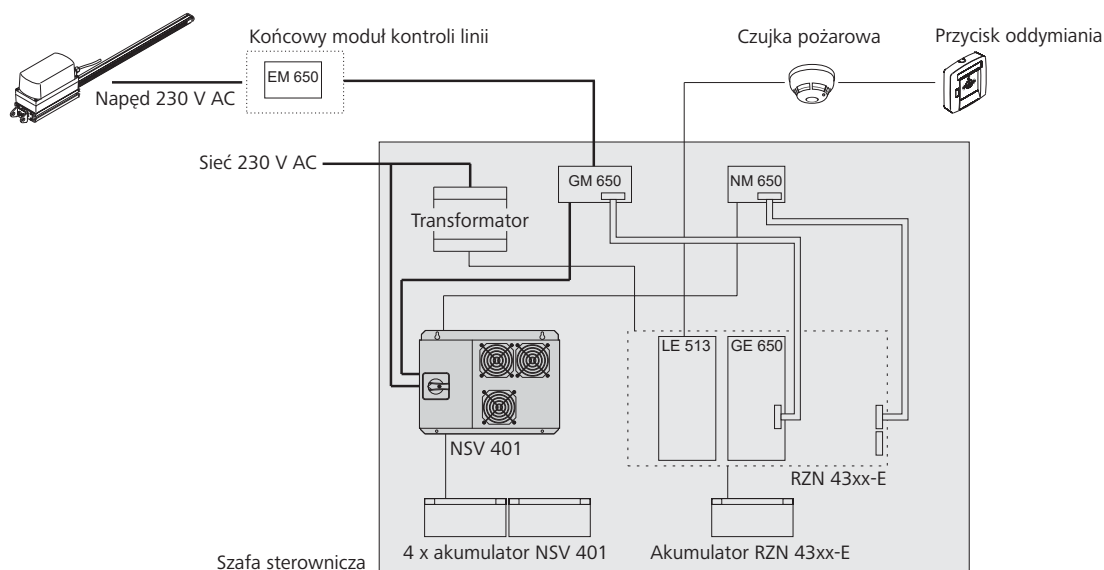 Końcowy moduł kontroli linii
Czujka pożarowa
Przycisk oddymiania
EM 650
Napęd 230 V AC
Sieć 230 V AC
GM 650
NM 650
Transformator
LE 513
GE 650
NSV 401
RZN 43xx-E
4 x akumulator NSV 401
Akumulator RZN 43xx-E
Szafa sterownicza